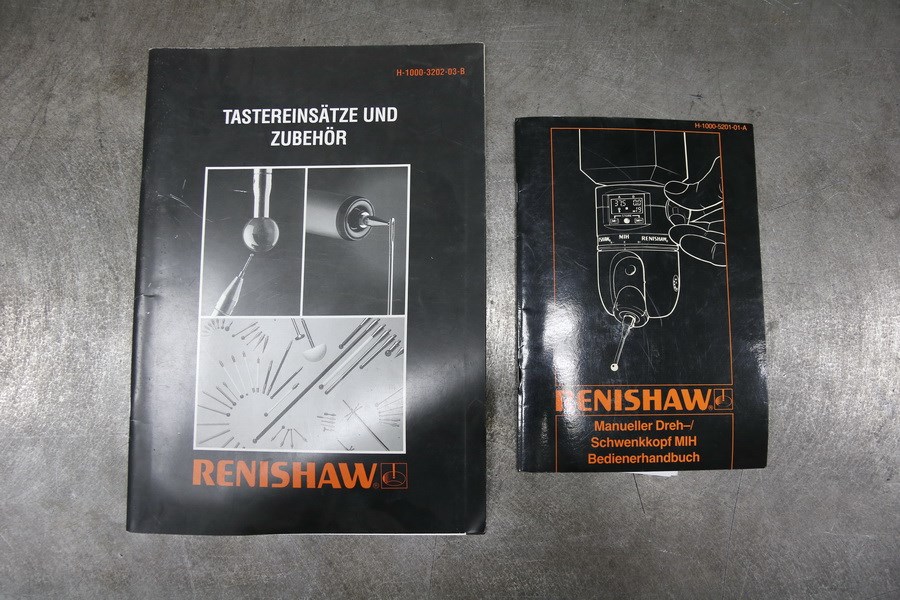 H-1000-3202-03-B
TASTEREINSÄTZE UND
ZUBEHÖR
RENISHAW
H-1000-5201-01-A
MIH
RENISHAW
RENISHAW
Manueller Dreh-/
Schwenkkopf MIH
Bedienerhandbuch